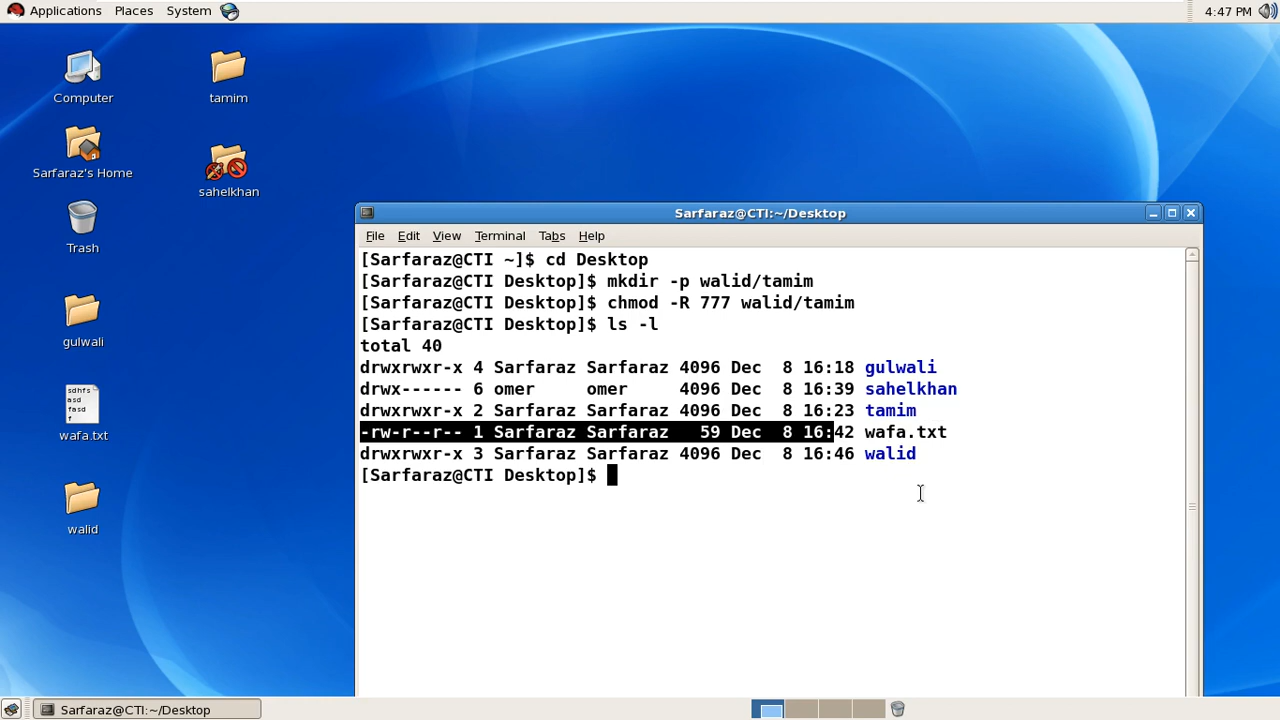 Applications Places System 4:47 PM
Computer
tamim
Sarfaraz's Home
sahelkhan
Trash
gulwali
sdhfs
asd
fasd
f
wafa.txt
walid
Sarfaraz@CTI:~/Desktop
File Edit View Terminal Tabs Help
[Sarfaraz@CTI ~]$ cd Desktop
[Sarfaraz@CTI Desktop]$ mkdir -p walid/tamim
[Sarfaraz@CTI Desktop]$ chmod -R 777 walid/tamim
[Sarfaraz@CTI Desktop]$ ls -l
total 40
drwxrwxr-x 4 Sarfaraz Sarfaraz 4096 Dec  8 16:18 gulwali
drwx------ 6 omer     omer     4096 Dec  8 16:39 sahelkhan
drwxrwxr-x 2 Sarfaraz Sarfaraz 4096 Dec  8 16:23 tamim
-rw-r--r-- 1 Sarfaraz Sarfaraz   59 Dec  8 16:42 wafa.txt
drwxrwxr-x 3 Sarfaraz Sarfaraz 4096 Dec  8 16:46 walid
[Sarfaraz@CTI Desktop]$
Sarfaraz@CTI:~/Desktop